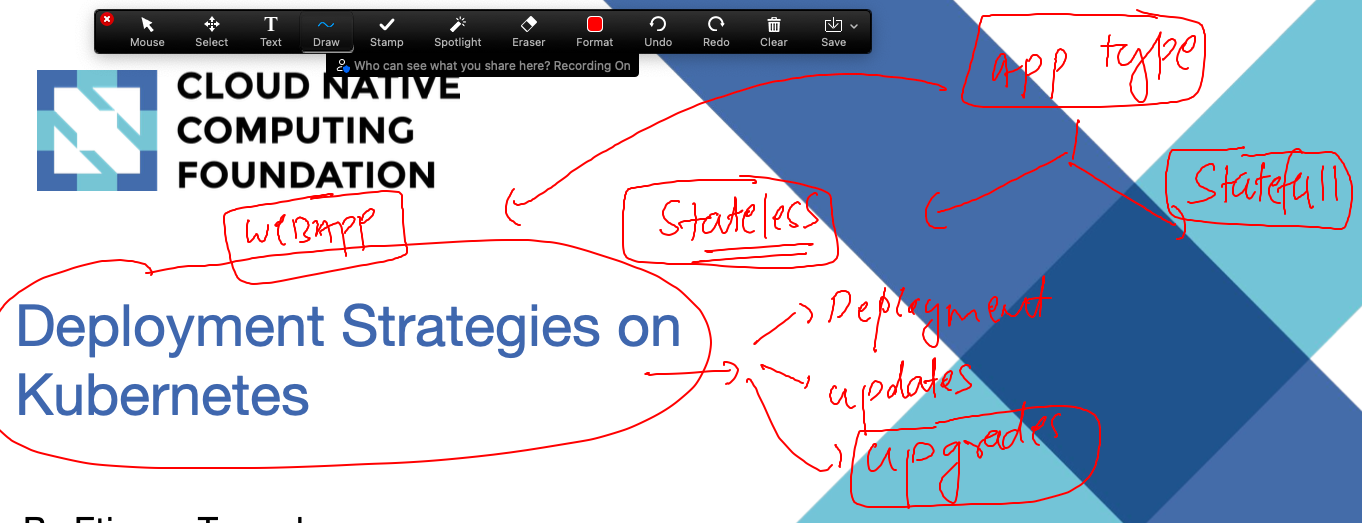 Mouse Select Text Draw Stamp Spotlight Eraser Format Undo Redo Clear Save
Who can see what you share here? Recording On
app type
CLOUD NATIVE
COMPUTING
FOUNDATION
Statefull
Stateless
WEBAPP
Deployment Strategies on
Kubernetes
Deployment
updates
upgrades